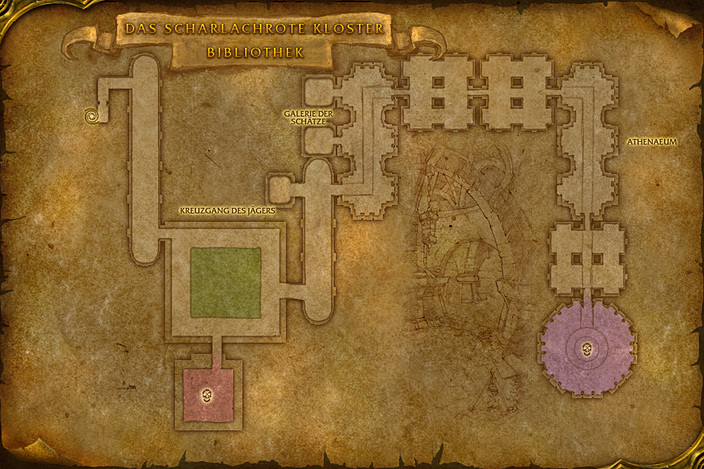 DAS SCHARLACHROTE KLOSTER
BIBLIOTHEK
GALERIE DER
SCHÄTZE
ATHENAEUM
KREUZGANG DES JÄGERS